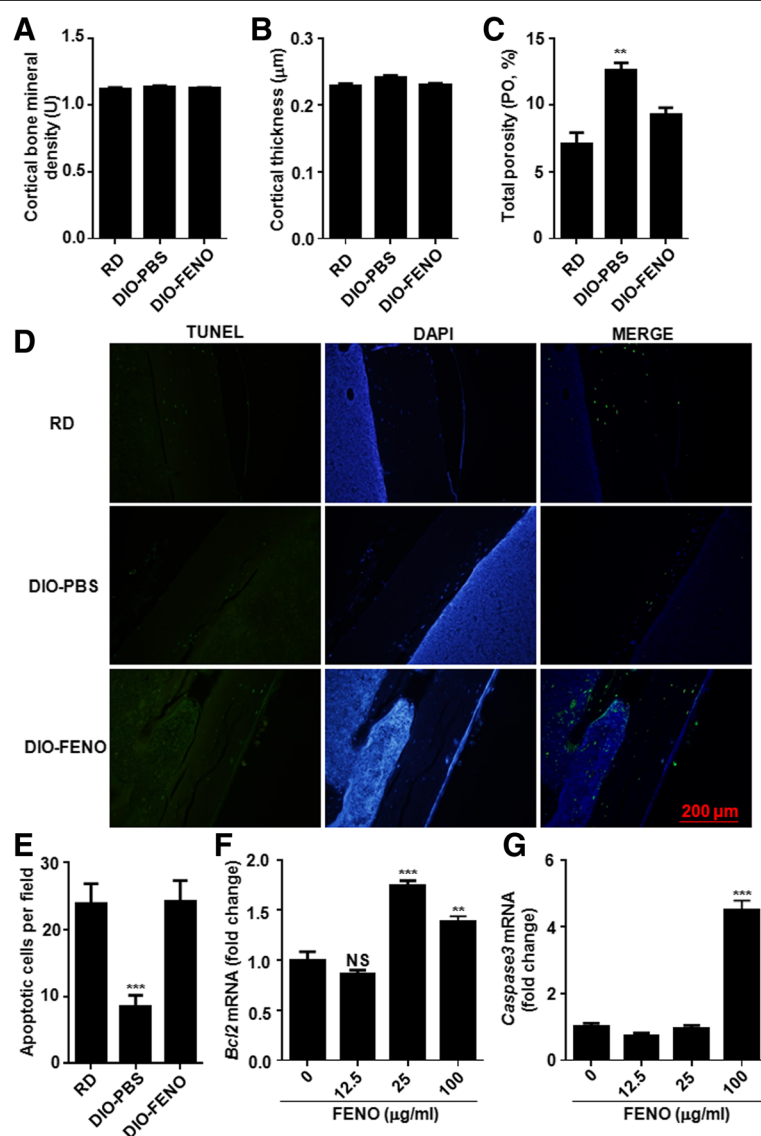 A
Cortical bone mineral
density (U)
1.5
1.0
0.5
0.0
RD
DIO-PBS
DIO-FENO
B
Cortical thickness (μm)
0.3
0.2
0.1
0.0
RD
DIO-PBS
DIO-FENO
C
Total porosity (PO, %)
15
10
5
0
**
RD
DIO-PBS
DIO-FENO
D
TUNEL
DAPI
MERGE
RD
DIO-PBS
DIO-FENO
200 μm
E
Apoptotic cells per field
30
20
10
0
***
RD
DIO-PBS
DIO-FENO
F
Bcl2 mRNA (fold change)
2.0
1.5
1.0
0.5
0.0
NS
***
**
0
12.5
25
100
FENO (μg/ml)
G
Caspase3 mRNA
(fold change)
6
4
2
0
***
0
12.5
25
100
FENO (μg/ml)